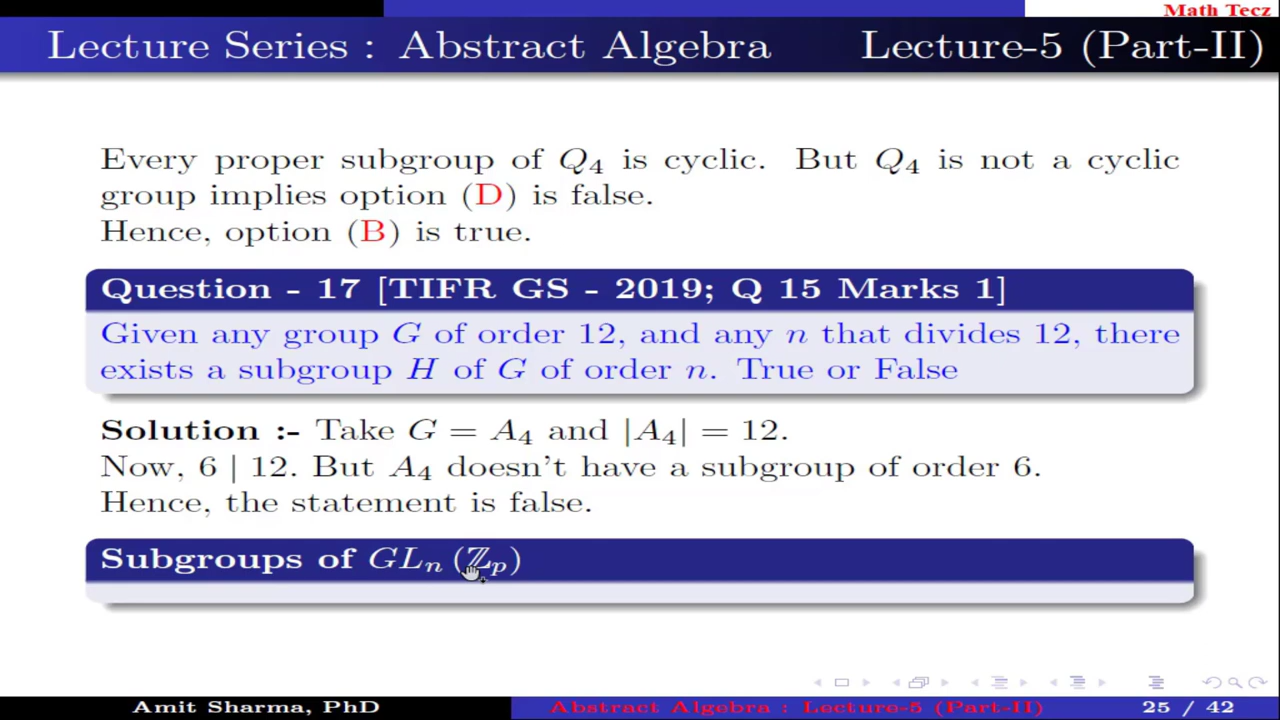 Math Tecz
Lecture Series : Abstract Algebra Lecture-5 (Part-II)
Every proper subgroup of Q₄ is cyclic. But Q₄ is not a cyclic
group implies option (D) is false.
Hence, option (B) is true.
Question - 17 [TIFR GS - 2019; Q 15 Marks 1]
Given any group G of order 12, and any n that divides 12, there
exists a subgroup H of G of order n. True or False
Solution :- Take G = A₄ and |A₄| = 12.
Now, 6 | 12. But A₄ doesn't have a subgroup of order 6.
Hence, the statement is false.
Subgroups of GLₙ (ℤₚ)
Amit Sharma, PhD Abstract Algebra : Lecture-5 (Part-II) 25 / 42